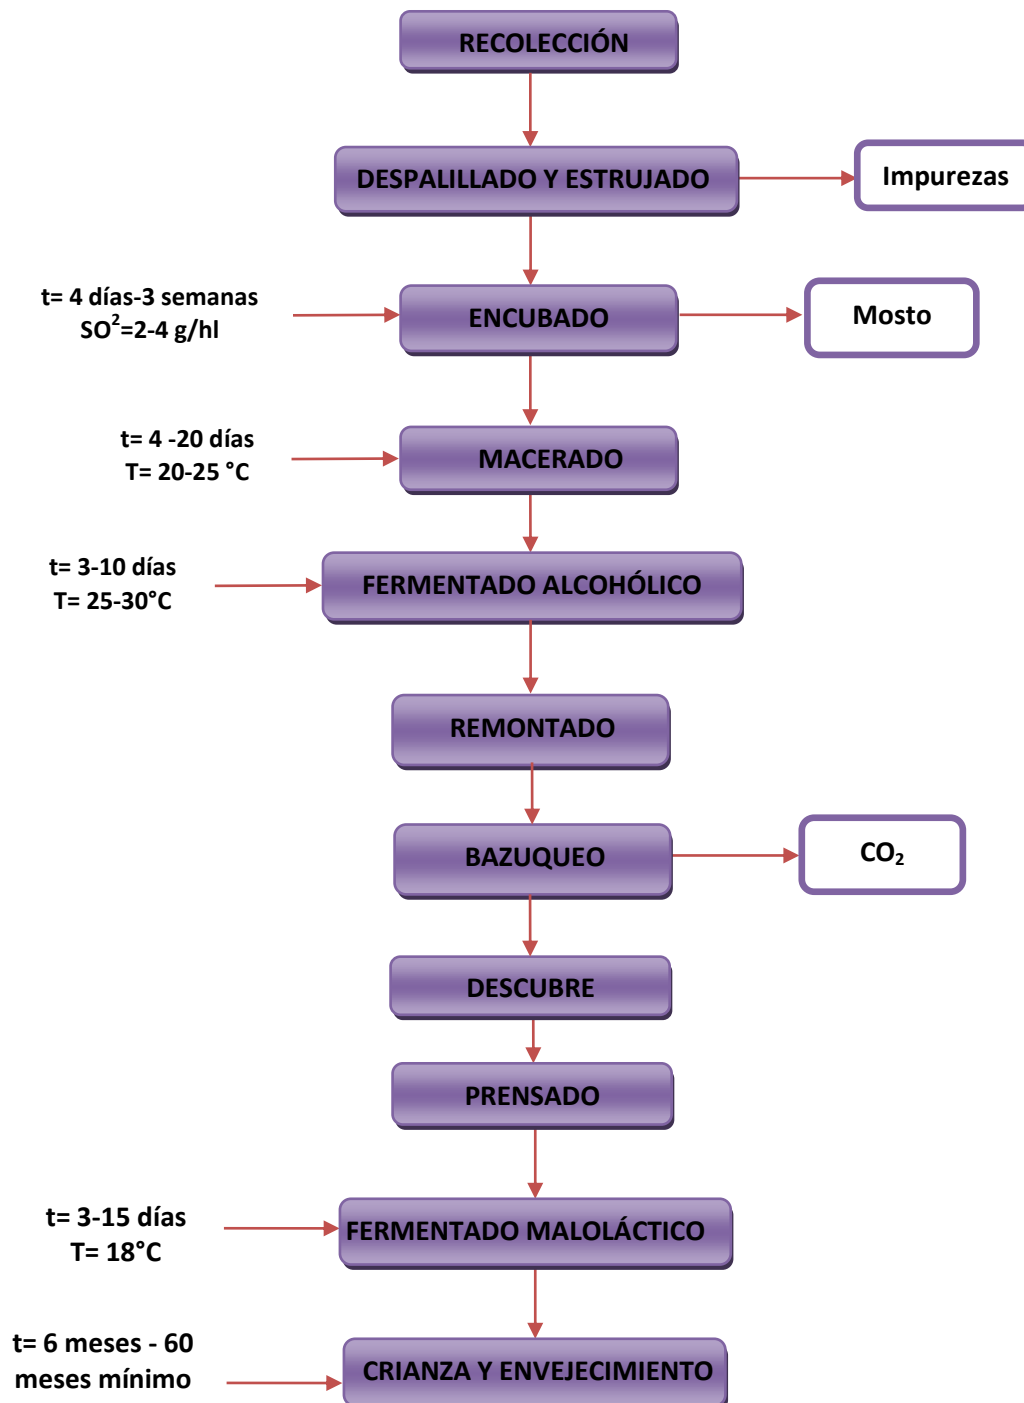 RECOLECCIÓN
DESPALILLADO Y ESTRUJADO
Impurezas
t= 4 días-3 semanas
SO²=2-4 g/hl
ENCUBADO
Mosto
t= 4 -20 días
T= 20-25 °C
MACERADO
t= 3-10 días
T= 25-30°C
FERMENTADO ALCOHÓLICO
REMONTADO
BAZUQUEO
CO₂
DESCUBRE
PRENSADO
t= 3-15 días
T= 18°C
FERMENTADO MALOLÁCTICO
t= 6 meses - 60
meses mínimo
CRIANZA Y ENVEJECIMIENTO